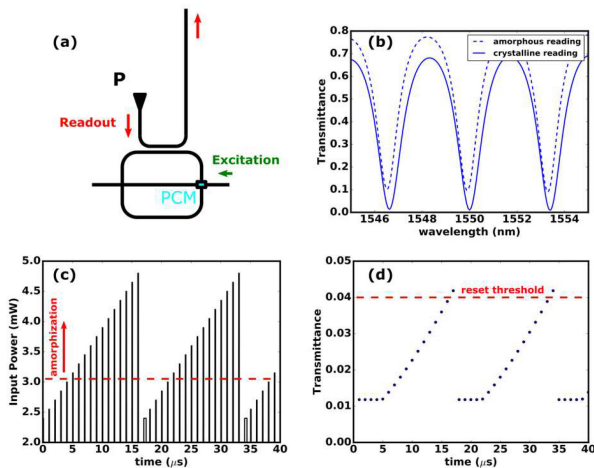 (a)
P
Readout
Excitation
PCM
(b)
amorphous reading
crystalline reading
Transmittance
0.8
0.7
0.6
0.5
0.4
0.3
0.2
0.1
0.0
1546 1548 1550 1552 1554
wavelength (nm)
(c)
Input Power (mW)
amorphization
5.0
4.5
4.0
3.5
3.0
2.5
2.0
0 5 10 15 20 25 30 35 40
time (μs)
(d)
reset threshold
Transmittance
0.05
0.04
0.03
0.02
0.01
0.00
0 5 10 15 20 25 30 35 40
time (μs)